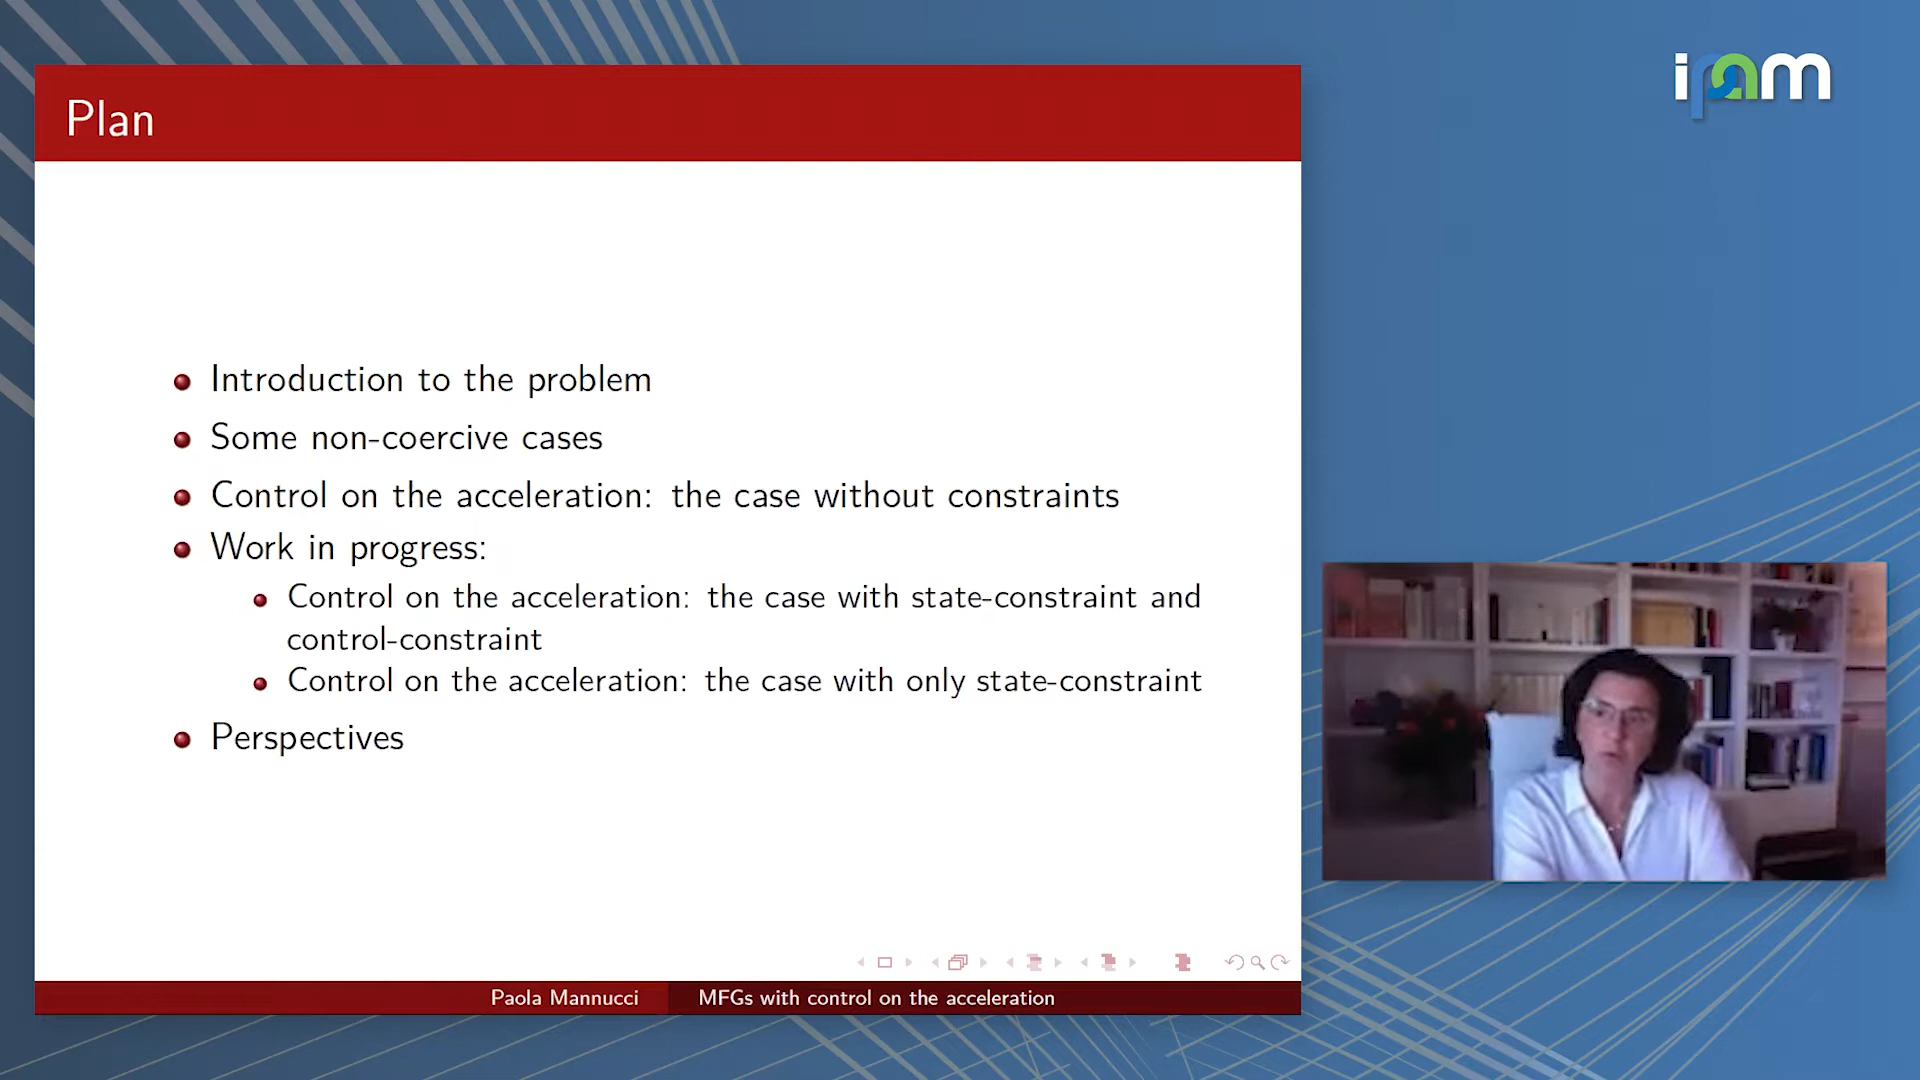 ipam
Plan
Introduction to the problem
Some non-coercive cases
Control on the acceleration: the case without constraints
Work in progress:
Control on the acceleration: the case with state-constraint and
control-constraint
Control on the acceleration: the case with only state-constraint
Perspectives
Paola Mannucci MFGs with control on the acceleration